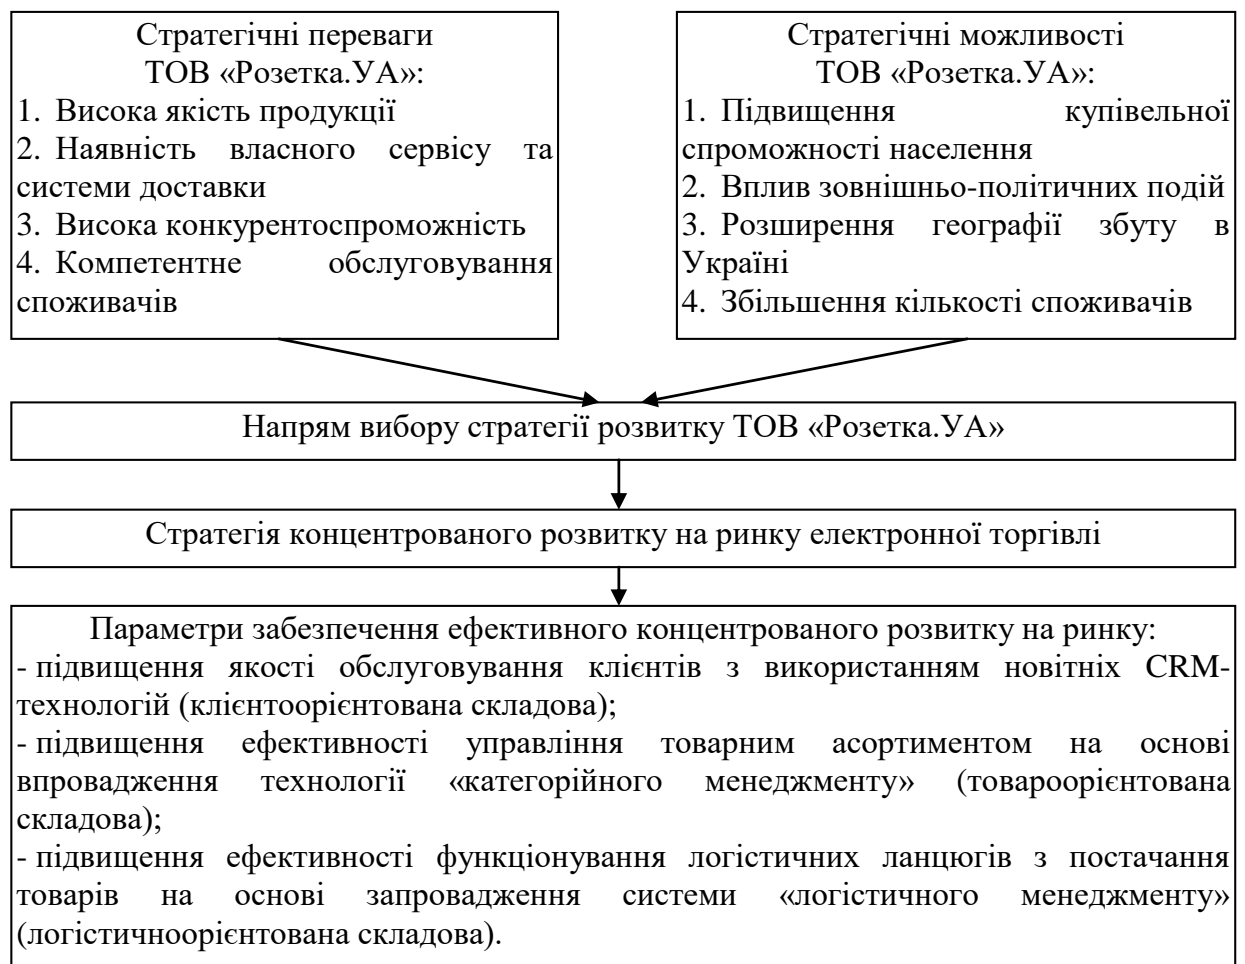 Стратегічні переваги
ТОВ «Розетка.УА»:
1. Висока якість продукції
2. Наявність власного сервісу та
системи доставки
3. Висока конкурентоспроможність
4. Компетентне обслуговування
споживачів
Стратегічні можливості
ТОВ «Розетка.УА»:
1. Підвищення купівельної
спроможності населення
2. Вплив зовнішньо-політичних подій
3. Розширення географії збуту в
Україні
4. Збільшення кількості споживачів
Напрям вибору стратегії розвитку ТОВ «Розетка.УА»
Стратегія концентрованого розвитку на ринку електронної торгівлі
Параметри забезпечення ефективного концентрованого розвитку на ринку:
- підвищення якості обслуговування клієнтів з використанням новітніх CRM-
технологій (клієнтоорієнтована складова);
- підвищення ефективності управління товарним асортиментом на основі
впровадження технології «категорійного менеджменту» (товароорієнтована
складова);
- підвищення ефективності функціонування логістичних ланцюгів з постачання
товарів на основі запровадження системи «логістичного менеджменту»
(логістичноорієнтована складова).